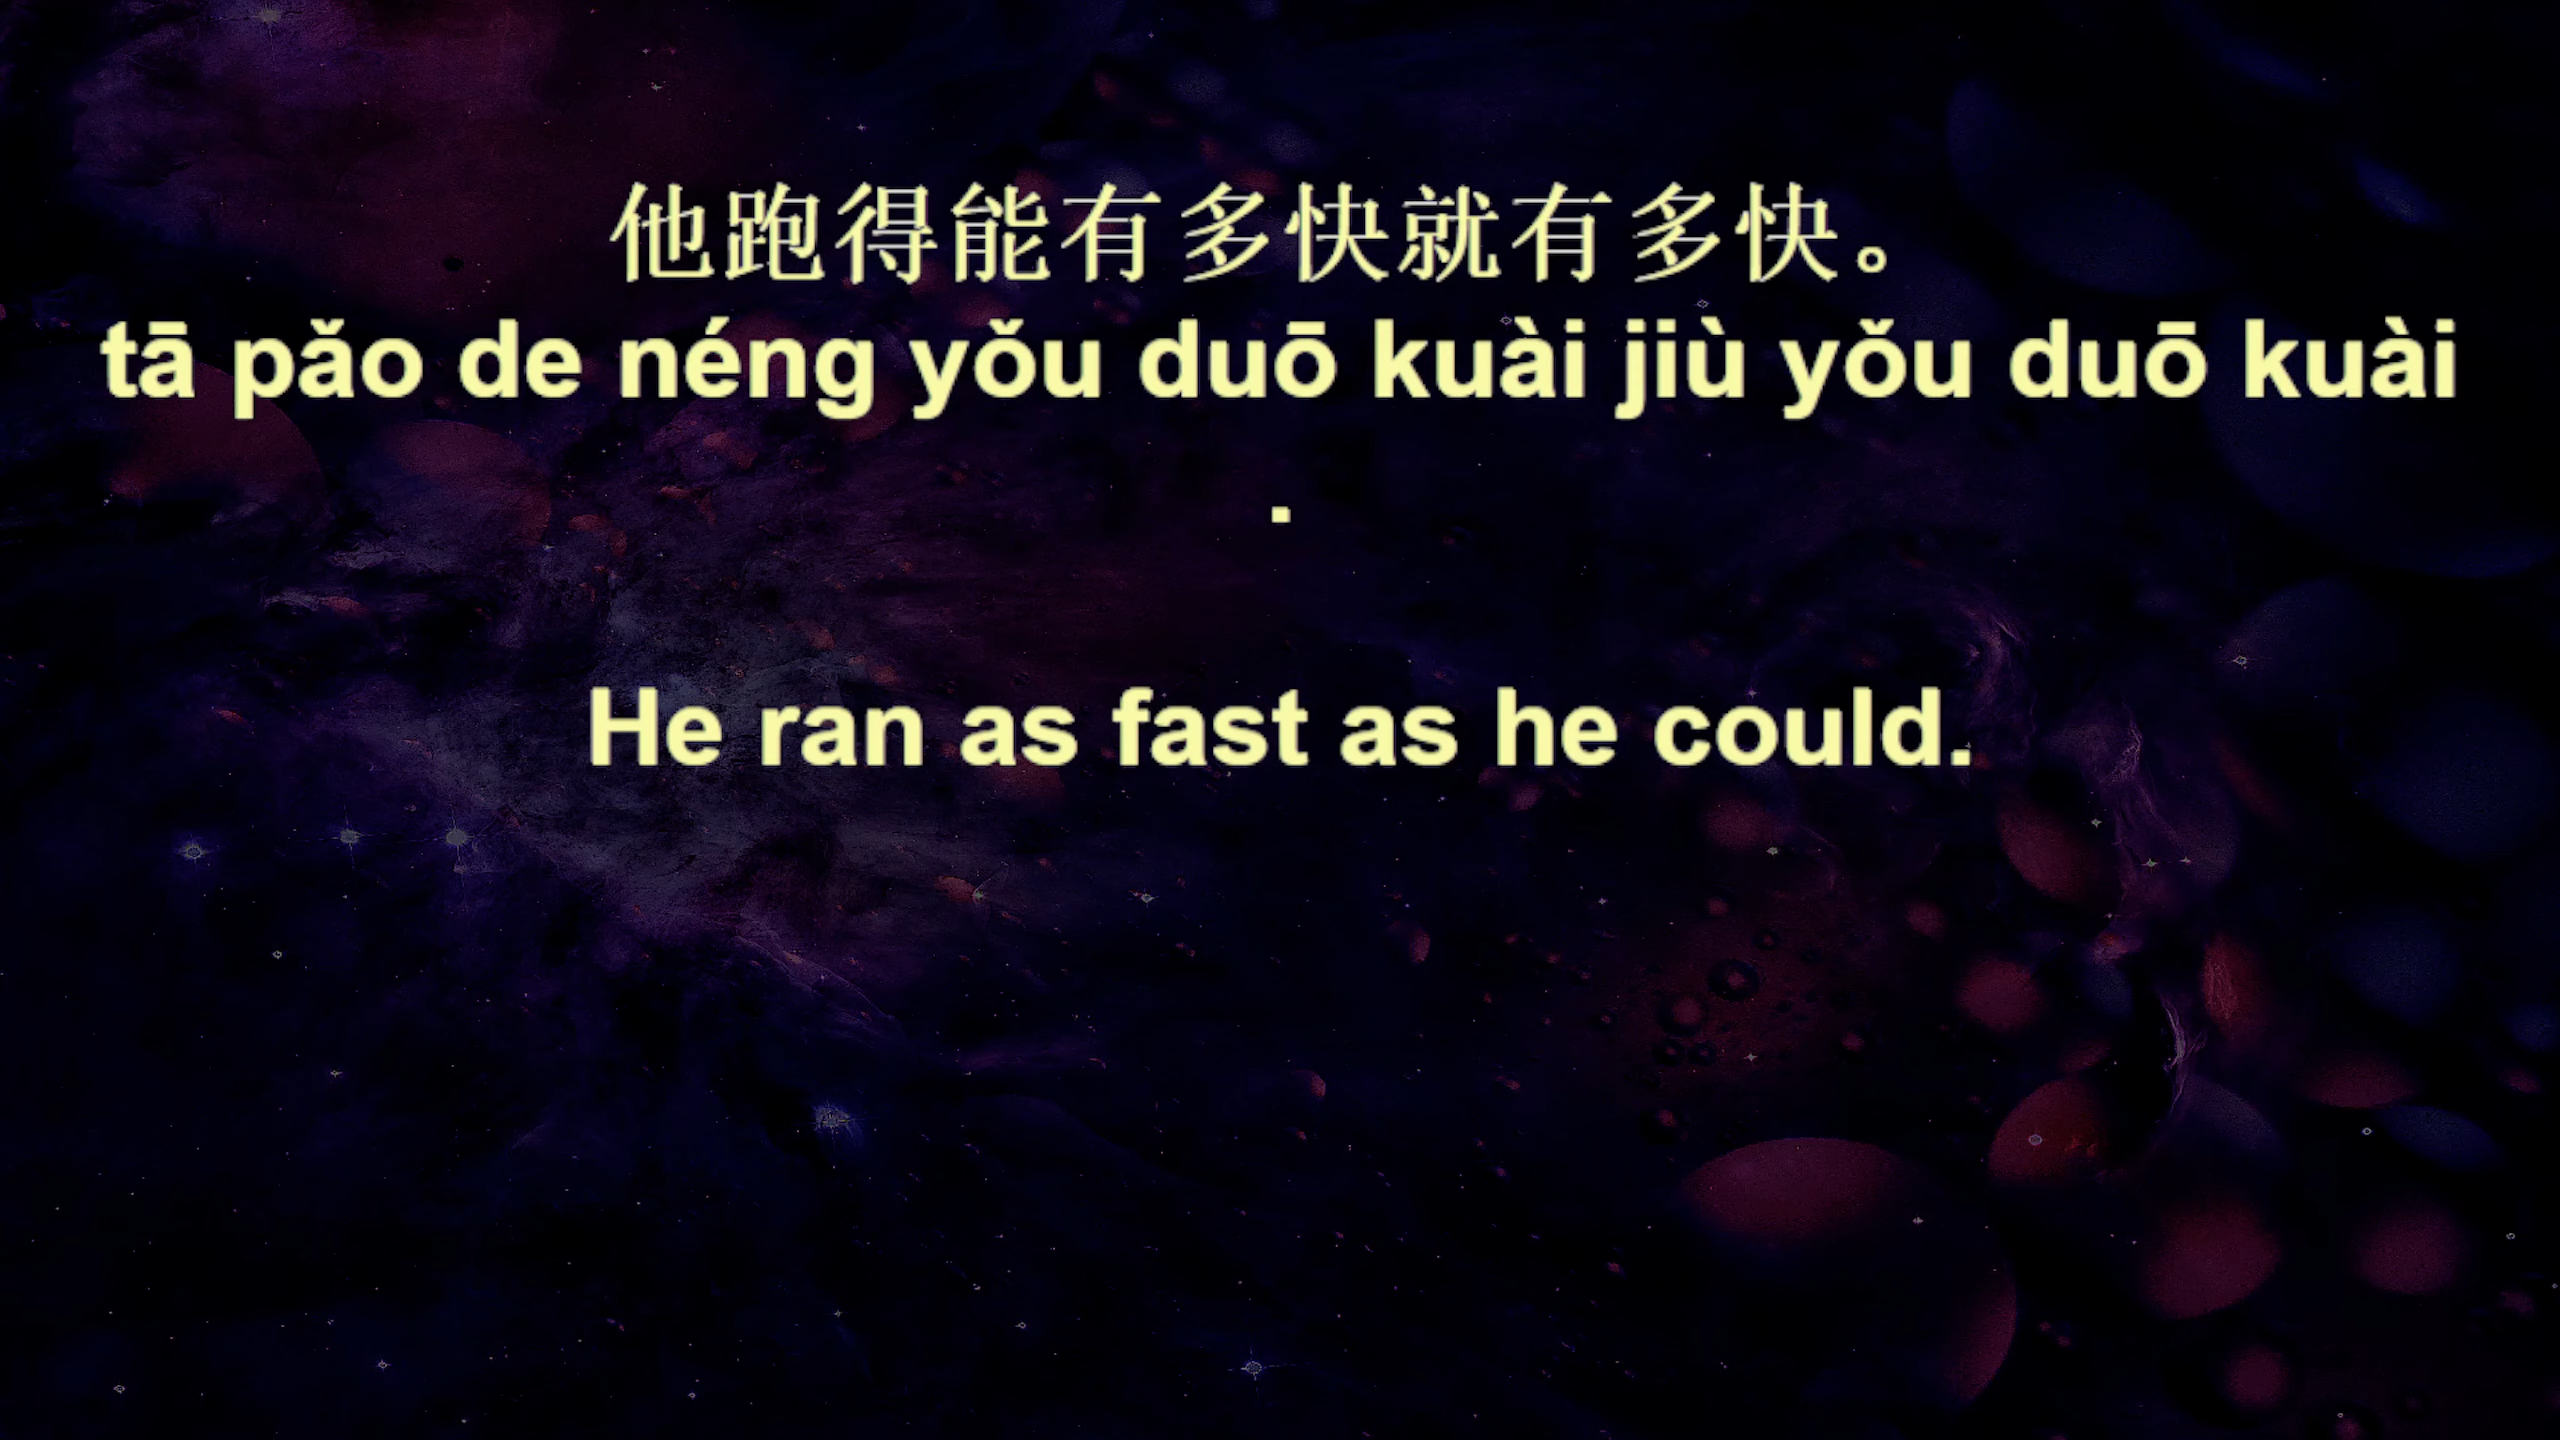 他跑得能有多快就有多快。
tā pǎo de néng yǒu duō kuài jiù yǒu duō kuài
.
He ran as fast as he could.